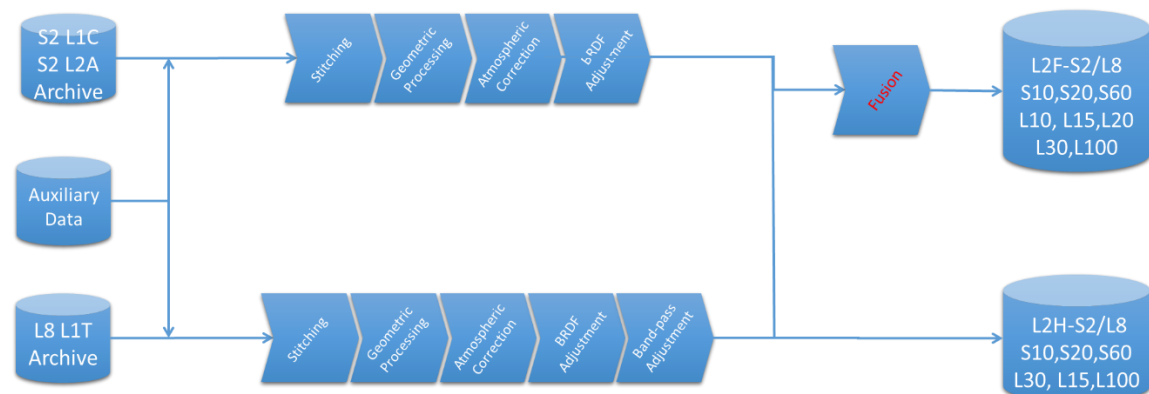 S2 L1C
S2 L2A
Archive
Stitching
Geometric
Processing
Atmospheric
Correction
bRDF
Adjustment
Fusion
L2F-S2/L8
S10,S20,S60
L10, L15,L20
L30,L100
Auxiliary
Data
L8 L1T
Archive
Stitching
Geometric
Processing
Atmospheric
Correction
BRDF
Adjustment
Band-pass
Adjustment
L2H-S2/L8
S10,S20,S60
L30, L15,L100